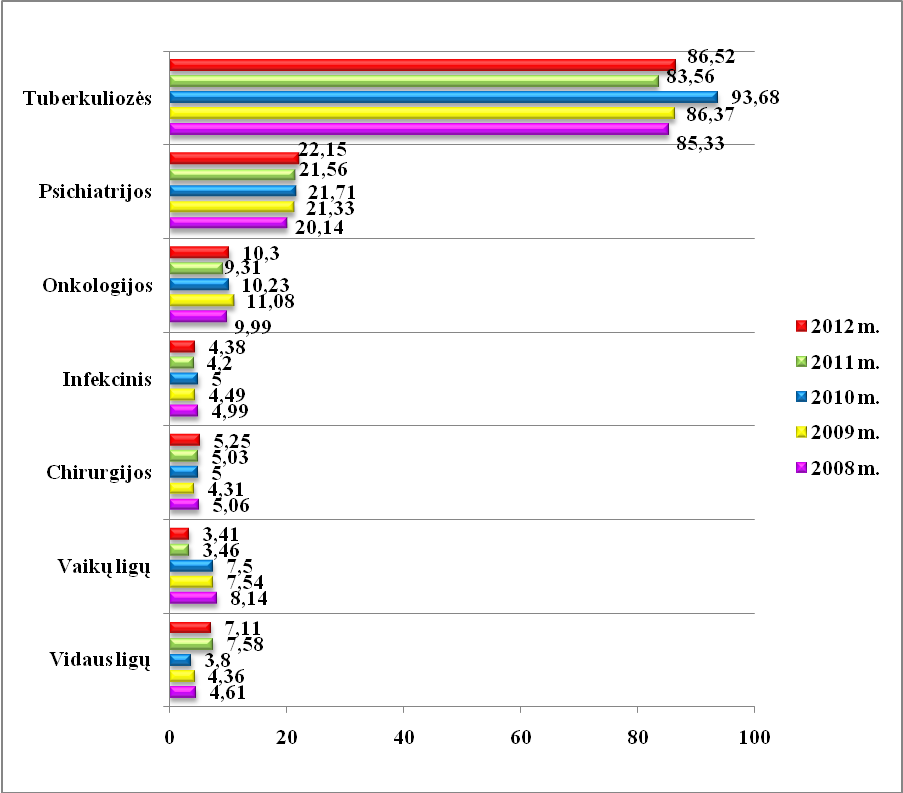 86,52
83,56
Tuberkuliozės
93,68
86,37
85,33
22,15
21,56
Psichiatrijos
21,71
21,33
20,14
10,3
9,31
Onkologijos
10,23
11,08
9,99
4,38
4,2
Infekcinis
5
4,49
4,99
5,25
5,03
Chirurgijos
5
4,31
5,06
3,41
3,46
Vaikų ligų
7,5
7,54
8,14
7,11
7,58
Vidaus ligų
3,8
4,36
4,61
0 20 40 60 80 100
2012 m.
2011 m.
2010 m.
2009 m.
2008 m.